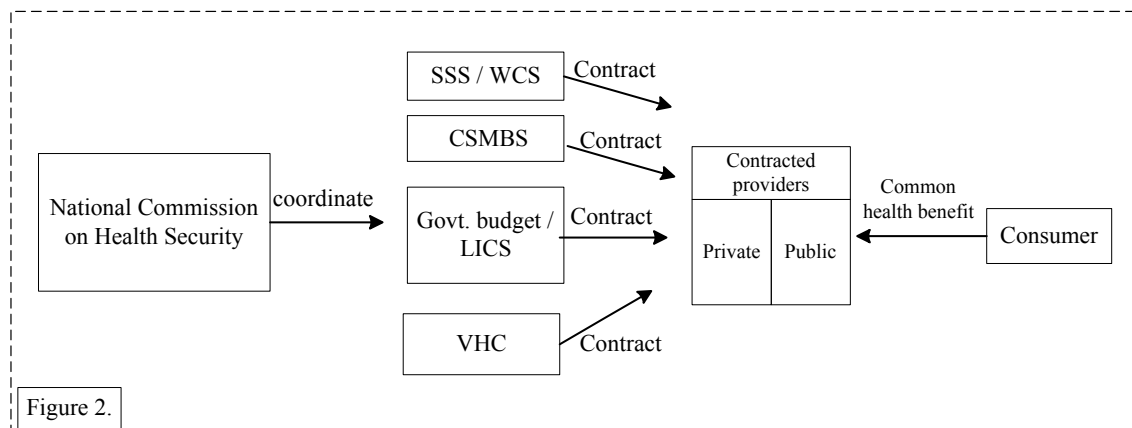 SSS / WCS
Contract
CSMBS
Contract
National Commission
on Health Security
coordinate
Govt. budget /
LICS
Contract
VHC
Contract
Contracted
providers
Private
Public
Common
health benefit
Consumer
Figure 2.